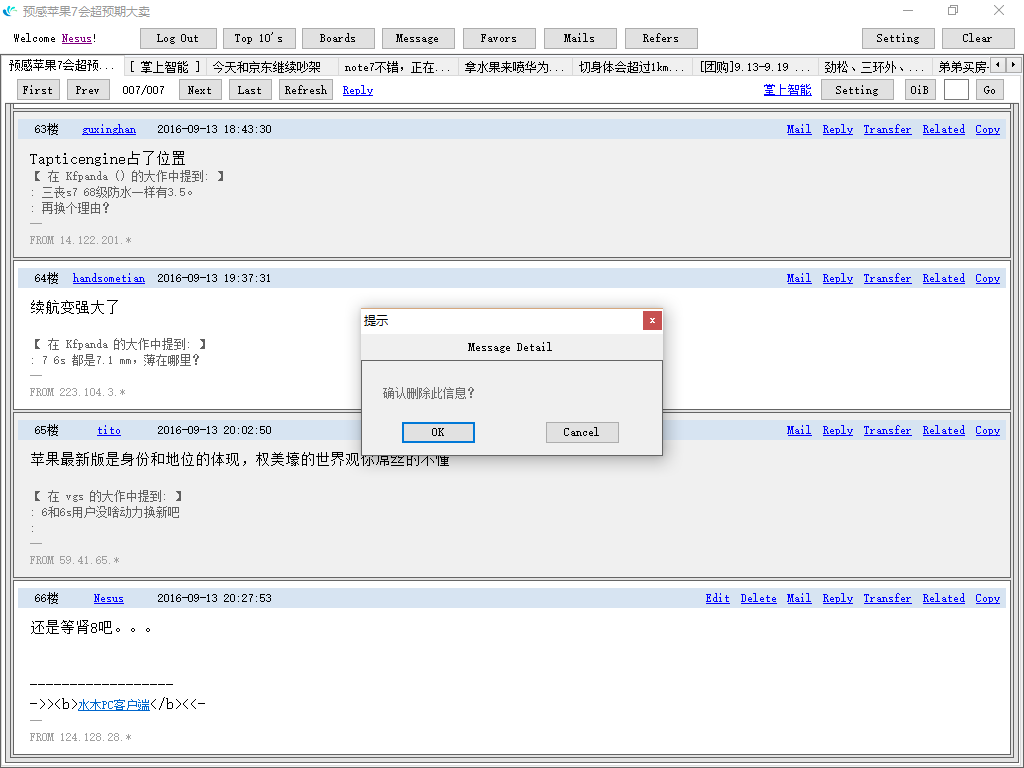 预感苹果7会超预期大卖
Welcome Nesus!
Log Out
Top 10's
Boards
Message
Favors
Mails
Refers
Setting
Clear
预感苹果7会超预...
[ 掌上智能 ]
今天和京东继续吵架
note7不错，正在...
拿水果来喷华为...
切身体会超过1km...
[团购]9.13-9.19 ...
劲松、三环外、...
弟弟买房
First
Prev
007/007
Next
Last
Refresh
Reply
掌上智能
Setting
OiB
Go
63楼 guxinghan 2016-09-13 18:43:30 Mail Reply Transfer Related Copy
Tapticengine占了位置
【 在 Kfpanda () 的大作中提到: 】
: 三丧s7 68级防水一样有3.5。
: 再换个理由？
—
FROM 14.122.201.*
64楼 handsometian 2016-09-13 19:37:31 Mail Reply Transfer Related Copy
续航变强大了
【 在 Kfpanda 的大作中提到: 】
: 7 6s 都是7.1 mm，薄在哪里？
—
FROM 223.104.3.*
提示
x
Message Detail
确认删除此信息？
OK
Cancel
65楼 tito 2016-09-13 20:02:50 Mail Reply Transfer Related Copy
苹果最新版是身份和地位的体现，权美壕的世界观你屌丝的不懂
【 在 vgs 的大作中提到: 】
: 6和6s用户没啥动力换新吧
:
—
FROM 59.41.65.*
66楼 Nesus 2016-09-13 20:27:53 Edit Delete Mail Reply Transfer Related Copy
还是等肾8吧。。。
------------------
->><b>水木PC客户端</b><<-
—
FROM 124.128.28.*